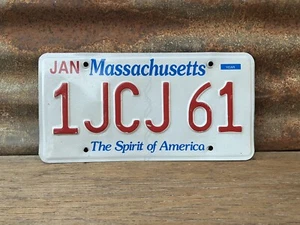 JAN Massachusetts
1JCJ 61
The Spirit of America